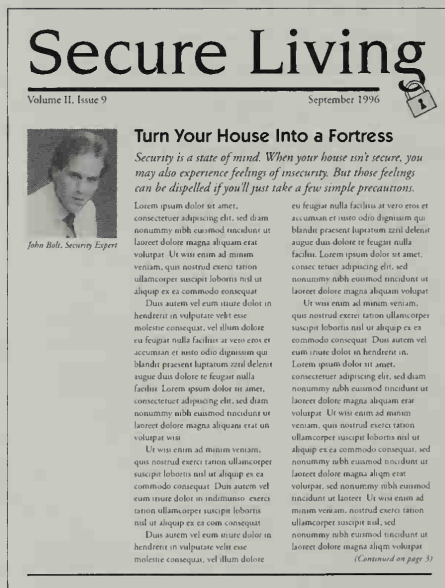 Secure Living
Volume II, Issue 9
September 1996
John Bolt, Security Expert
Turn Your House Into a Fortress
Security is a state of mind. When your house isn't secure, you
may also experience feelings of insecurity. But those feelings
can be dispelled if you'll just take a few simple precautions.
Lorem ipsum dolor sit amet,
consectetuer adipiscing elit, sed diam
nonummy nibh euismod tincidunt ut
laoreet dolore magna aliquam erat
volutpat. Ut wisi enim ad minim
veniam, quis nostrud exerci tation
ullamcorper suscipit lobortis nisl ut
aliquip ex ea commodo consequat
Duis autem vel eum iriure dolor in
hendrerit in vulputate velit esse
molestie consequat, vel illum dolore
eu feugiat nulla facilisis at vero eros et
accumsan et iusto odio dignissim qui
blandit praesent luptatum zzril delenit
augue duis dolore te feugait nulla
facilisi. Lorem ipsum dolor sit amet,
consectetuer adipiscing elit, sed diam
nonummy nibh euismod tincidunt ut
laoreet dolore magna aliquam erat un
volutpat wisi
Ut wisi enim ad minim veniam,
quis nostrud exerci tation ullamcorper
suscipit lobortis nisl ut aliquip ex ea
commodo consequat Duis autem vel
eum iriure dolor in exerci
tation ullamcorper suscipit lobortis
nisl ut aliquip ex ea com consequat
Duis autem vel eum iriure dolor in
hendrerit in vulputate velit esse
molestie consequat, vel illum dolore
eu feugiat nulla facilisis at vero eros et
accumsan et iusto odio dignissim qui
blandit praesent luptatum zzril delenit
augue duis dolore te feugait nulla
facilisi. Lorem ipsum dolor sit amet,
consec tetuer adipiscing elit, sed
nonummy nibh euismod tincidunt ut
laoreet dolore magna aliquam volupat
Ut wisi enim ad minim veniam,
quis nostrud exerci tation ullamcorper
suscipit lobortis nisl ut aliquip ex ea
commodo consequat Duis autem vel
eum iriure dolor in hendrerit in.
Lorem ipsum dolor sit amet,
consectetuer adipiscing elit, sed diam
nonummy nibh euismod tincidunt ut
laoreet dolore magna aliquam erat
volutpat Ut wisi enim ad minim
veniam, quis nostrud exerci tation
ullamcorper suscipit lobortis nisl ut
aliquip ex ea commodo consequat, sed
nonummy nibh euismod tincidunt ut
laoreet dolore magna aliqm erat
volutpat, sed nonummy nibh euismod
tincidunt ut laoreet Ut wisi enim ad
minim veniam, nostrud exerci tation
ullamcorper suscipit nisl, sed
nonummy nibh euismod tincidunt ut
laoreet dolore magna aliqm volutpat
(Continued on page 3)